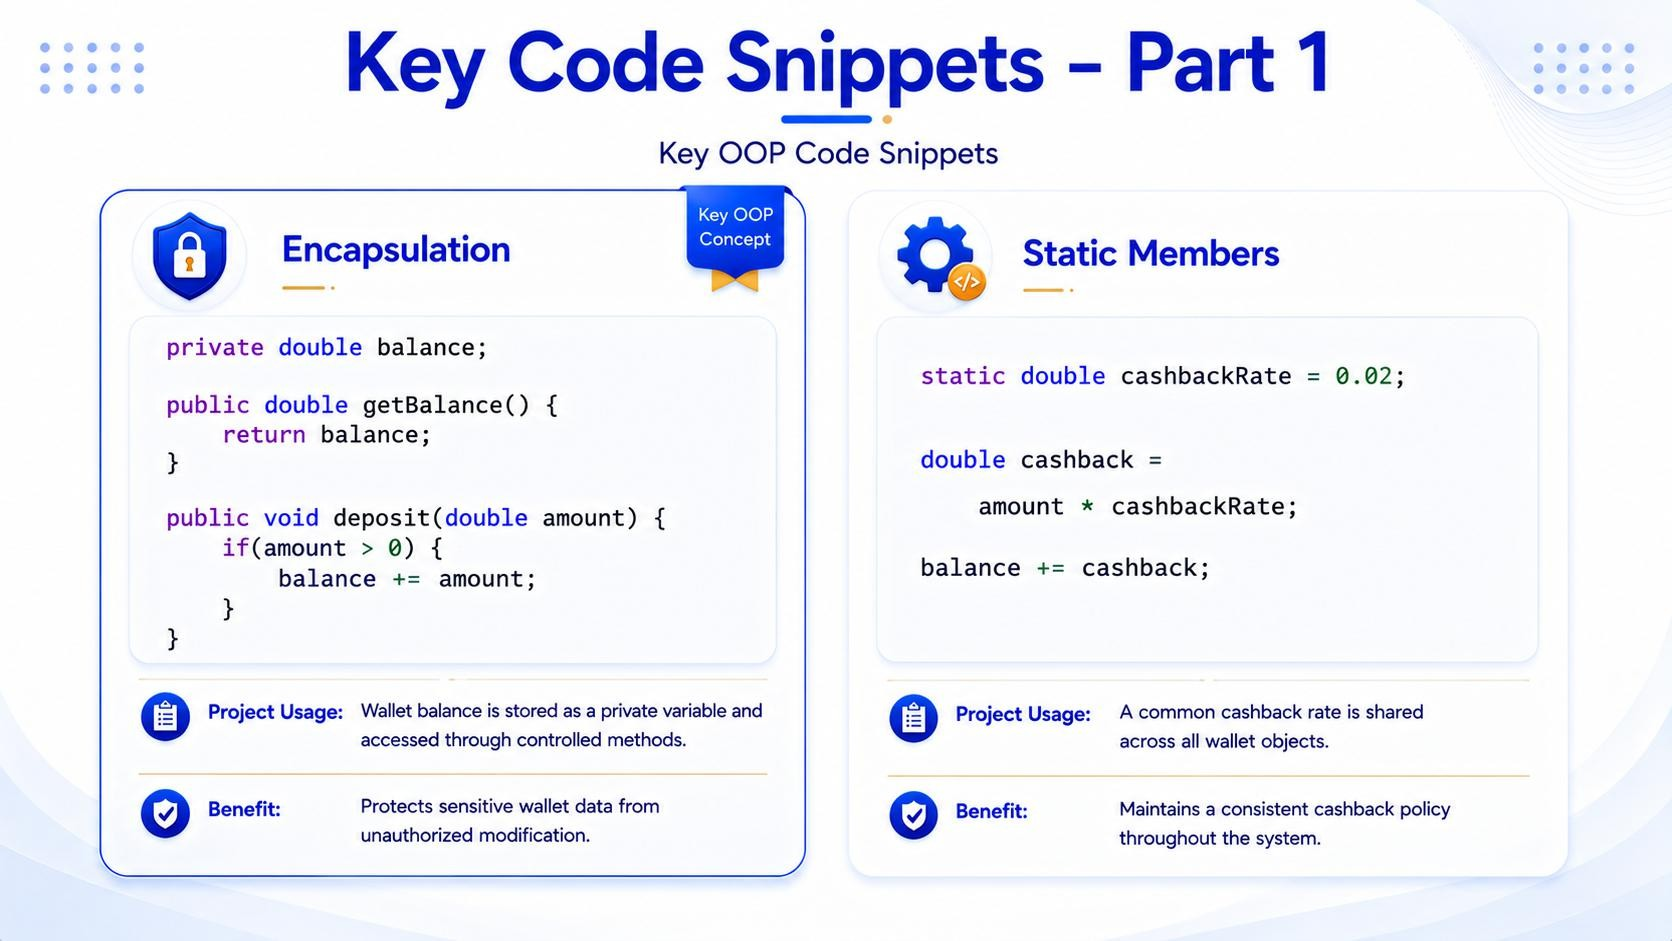 Key Code Snippets – Part 1
Key OOP Code Snippets
Encapsulation
Key OOP
Concept
private double balance;
public double getBalance() {
    return balance;
}
public void deposit(double amount) {
    if(amount > 0) {
        balance += amount;
    }
}
Project Usage: Wallet balance is stored as a private variable and
accessed through controlled methods.
Benefit: Protects sensitive wallet data from
unauthorized modification.
Static Members
</>
static double cashbackRate = 0.02;
double cashback =
    amount * cashbackRate;
balance += cashback;
Project Usage: A common cashback rate is shared
across all wallet objects.
Benefit: Maintains a consistent cashback policy
throughout the system.